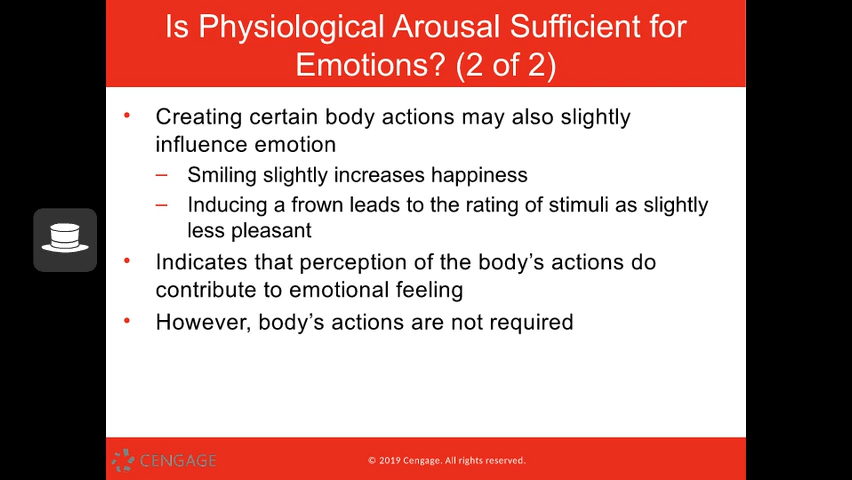 Is Physiological Arousal Sufficient for
Emotions? (2 of 2)
• Creating certain body actions may also slightly
influence emotion
– Smiling slightly increases happiness
– Inducing a frown leads to the rating of stimuli as slightly
less pleasant
• Indicates that perception of the body’s actions do
contribute to emotional feeling
• However, body’s actions are not required
CENGAGE
© 2019 Cengage. All rights reserved.